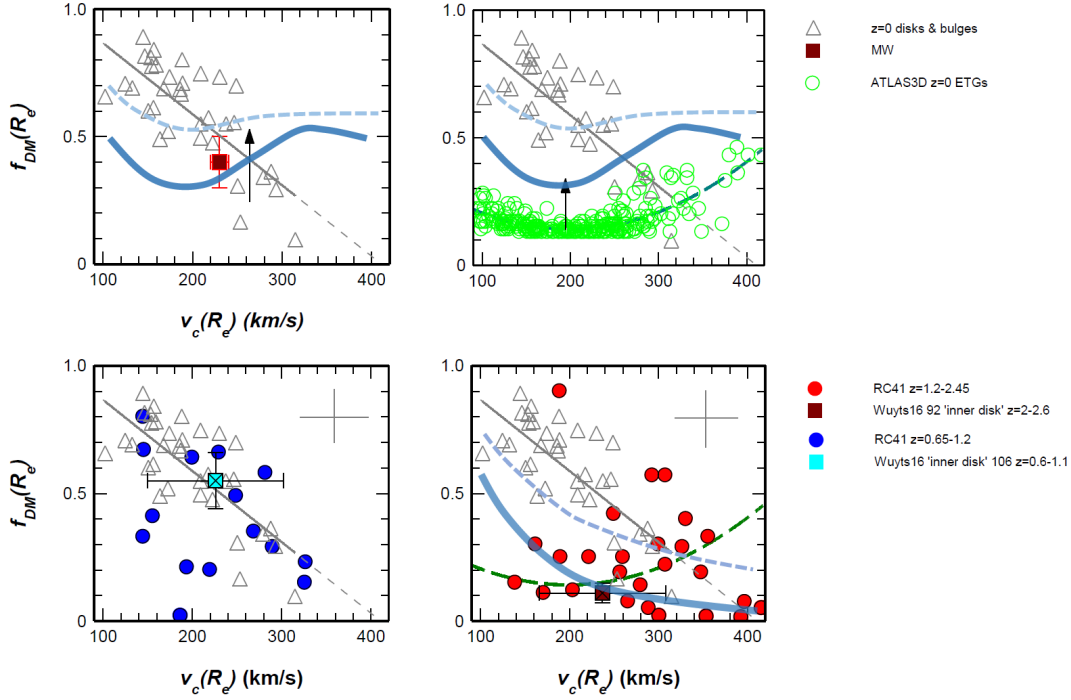 1.0
0.5
0
f_DM(R_e)
100
200
300
400
v_c(R_e) (km/s)
1.0
0.5
0
100
200
300
400
v_c(R_e) (km/s)
z=0 disks & bulges
MW
ATLAS3D z=0 ETGs
1.0
0.5
0
f_DM(R_e)
100
200
300
400
v_c(R_e) (km/s)
1.0
0.5
0
f_DM(R_e)
100
200
300
400
v_c(R_e) (km/s)
RC41 z=1.2-2.45
Wuyts16 92 'inner disk' z=2-2.6
RC41 z=0.65-1.2
Wuyts16 'inner disk' 106 z=0.6-1.1